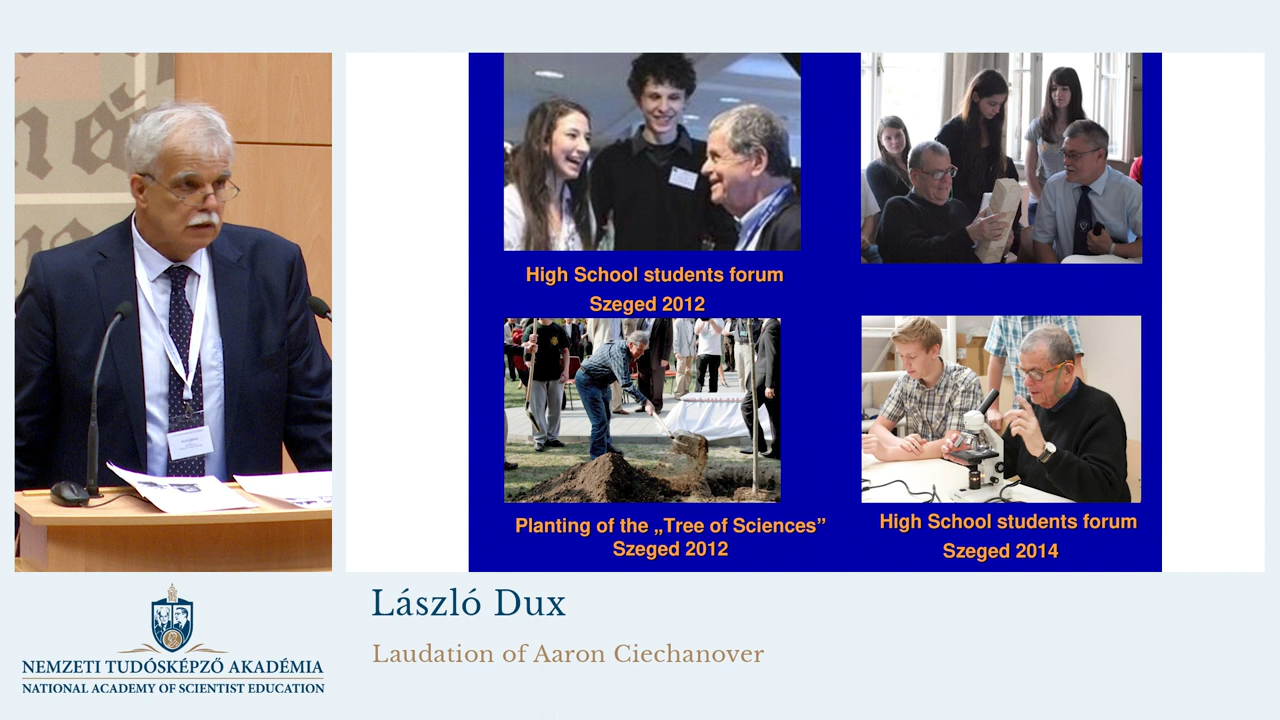 High School students forum
Szeged 2012
Planting of the „Tree of Sciences”
Szeged 2012
High School students forum
Szeged 2014
László Dux
Laudation of Aaron Ciechanover
NEMZETI TUDÓSKÉPZŐ AKADÉMIA
NATIONAL ACADEMY OF SCIENTIST EDUCATION